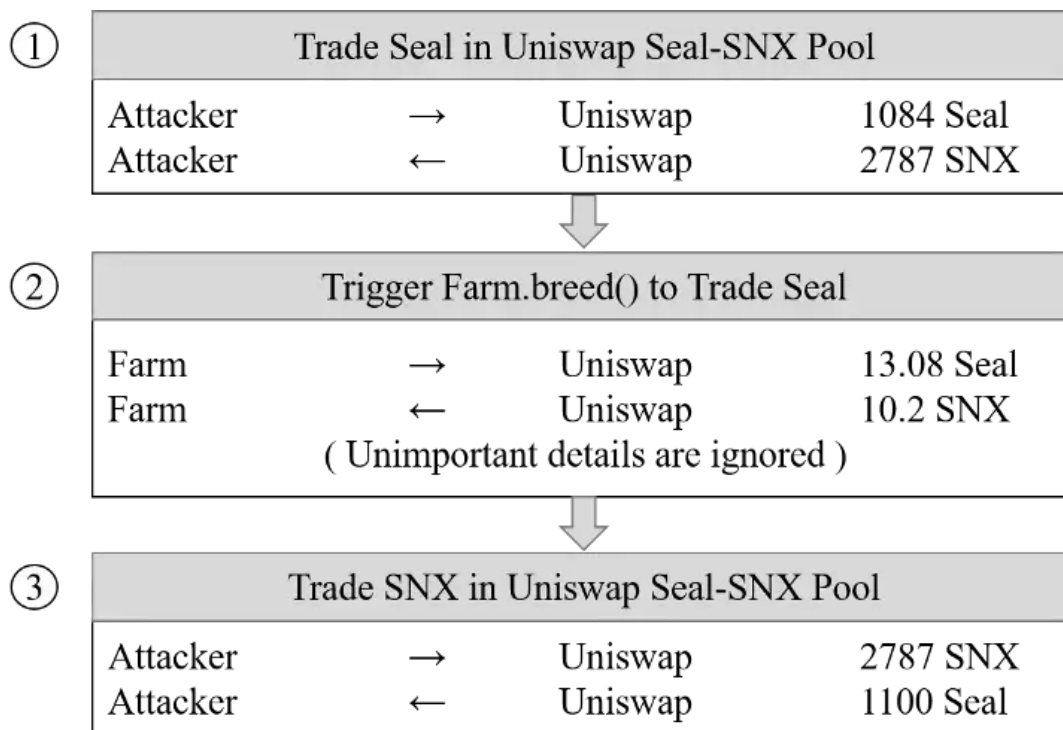 ① Trade Seal in Uniswap Seal-SNX Pool
Attacker → Uniswap 1084 Seal
Attacker ← Uniswap 2787 SNX
② Trigger Farm.breed() to Trade Seal
Farm → Uniswap 13.08 Seal
Farm ← Uniswap 10.2 SNX
( Unimportant details are ignored )
③ Trade SNX in Uniswap Seal-SNX Pool
Attacker → Uniswap 2787 SNX
Attacker ← Uniswap 1100 Seal